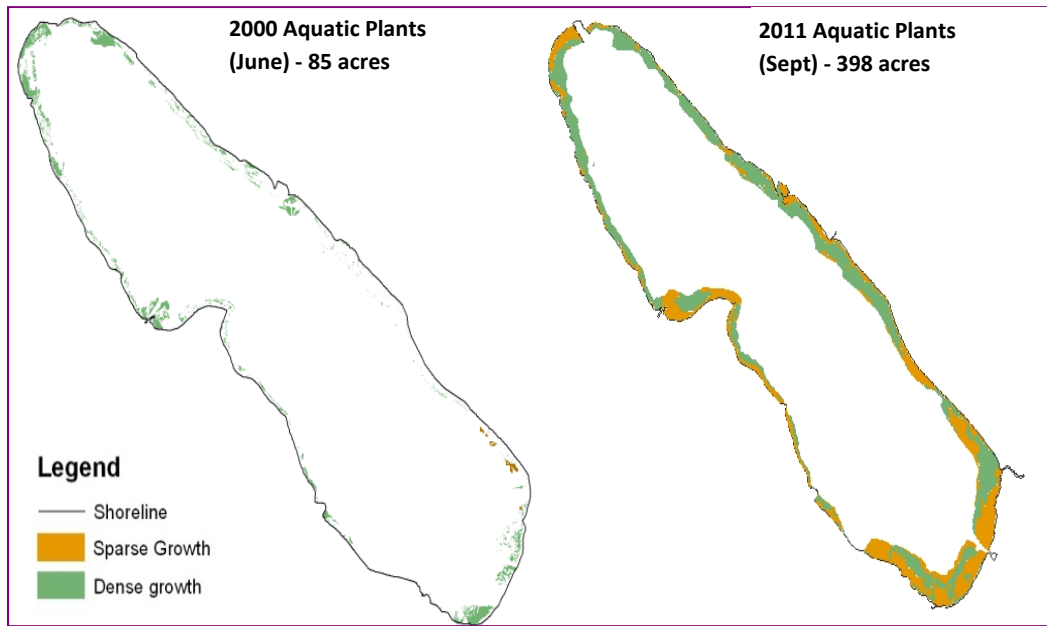 2000 Aquatic Plants
(June) - 85 acres
2011 Aquatic Plants
(Sept) - 398 acres
Legend
Shoreline
Sparse Growth
Dense growth